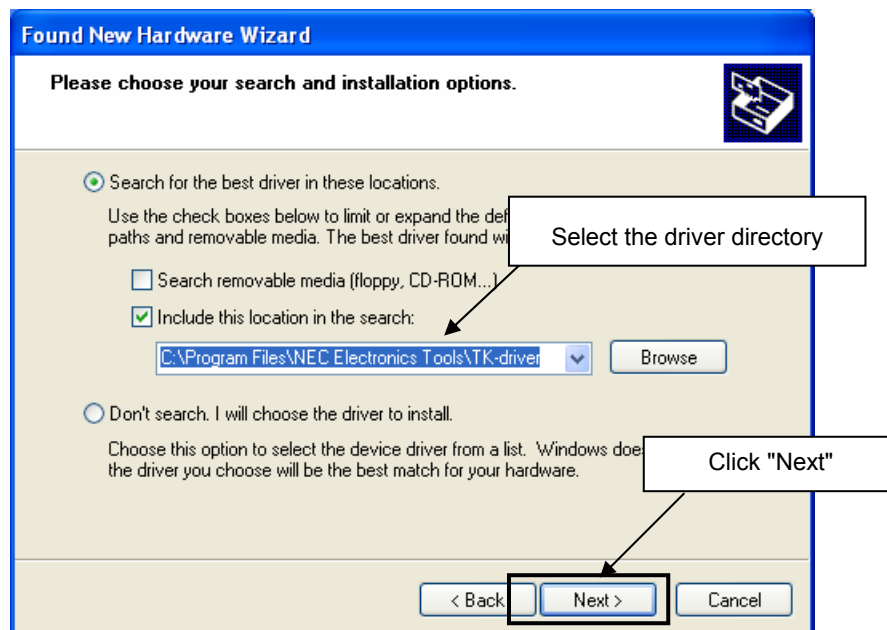 Found New Hardware Wizard
Please choose your search and installation options.
Search for the best driver in these locations.
Use the check boxes below to limit or expand the
paths and removable media. The best driver found
Select the driver directory
Search removable media (floppy, CD-ROM...)
Include this location in the search:
C:\Program Files\NEC Electronics Tools\TK-driver
Browse
Don't search. I will choose the driver to install.
Choose this option to select the device driver from a list. Windows
the driver you choose will be the best match for your hardware.
Click "Next"
< Back
Next >
Cancel